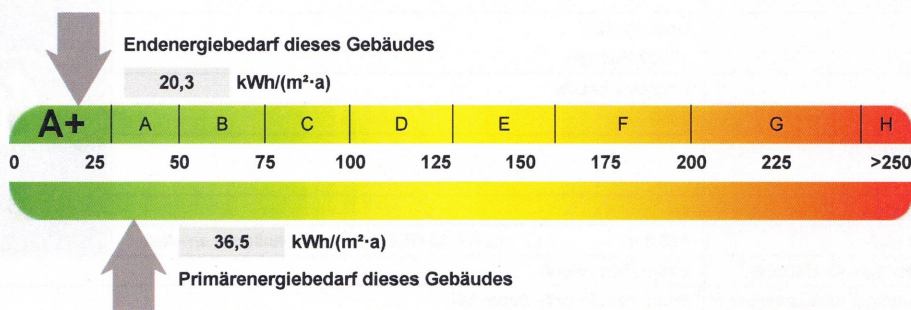 Endenergiebedarf dieses Gebäudes
20,3 kWh/(m²·a)
A+ A B C D E F G H
0 25 50 75 100 125 150 175 200 225 >250
36,5 kWh/(m²·a)
Primärenergiebedarf dieses Gebäudes